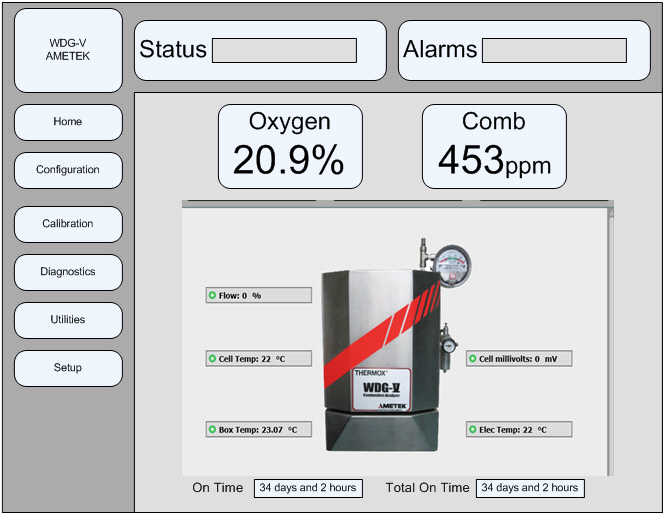 WDG-V
AMETEK
Status
Alarms
Home
Configuration
Calibration
Diagnostics
Utilities
Setup
Oxygen
20.9%
Comb
453ppm
Flow: 0 %
Cell Temp: 22 °C
Cell millivolts: 0 mV
THERMOX
WDG-V
Combustion Analyzer
AMETEK
Box Temp: 23.07 °C
Elec Temp: 22 °C
On Time 34 days and 2 hours
Total On Time 34 days and 2 hours